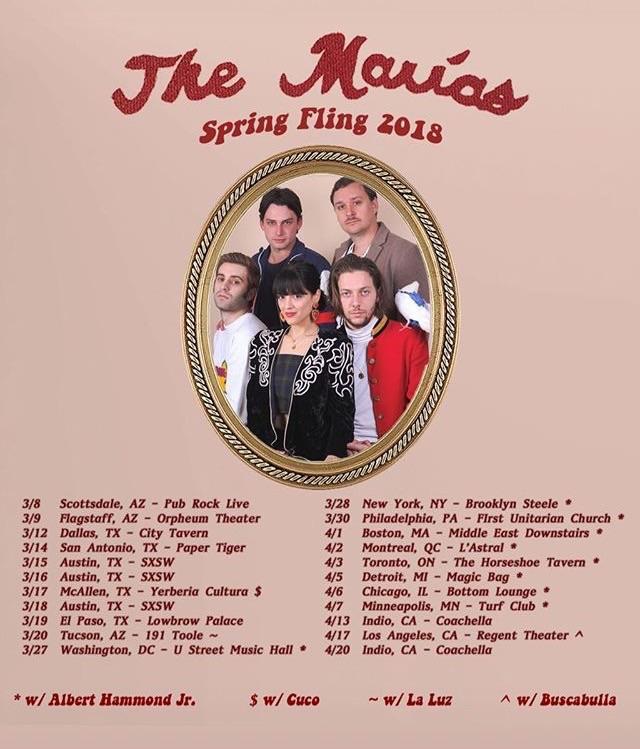 The Marías
Spring Fling 2018
3/8 Scottsdale, AZ - Pub Rock Live
3/9 Flagstaff, AZ - Orpheum Theater
3/12 Dallas, TX - City Tavern
3/14 San Antonio, TX - Paper Tiger
3/15 Austin, TX - SXSW
3/16 Austin, TX - SXSW
3/17 McAllen, TX - Yerberia Cultura $
3/18 Austin, TX - SXSW
3/19 El Paso, TX - Lowbrow Palace
3/20 Tucson, AZ - 191 Toole ~
3/27 Washington, DC - U Street Music Hall *
3/28 New York, NY - Brooklyn Steele *
3/30 Philadelphia, PA - FIrst Unitarian Church *
4/1 Boston, MA - Middle East Downstairs *
4/2 Montreal, QC - L'Astral *
4/3 Toronto, ON - The Horseshoe Tavern *
4/5 Detroit, MI - Magic Bag *
4/6 Chicago, IL - Bottom Lounge *
4/7 Minneapolis, MN - Turf Club *
4/13 Indio, CA - Coachella
4/17 Los Angeles, CA - Regent Theater ^
4/20 Indio, CA - Coachella
* w/ Albert Hammond Jr. $ w/ Cuco ~ w/ La Luz ^ w/ Buscabulla